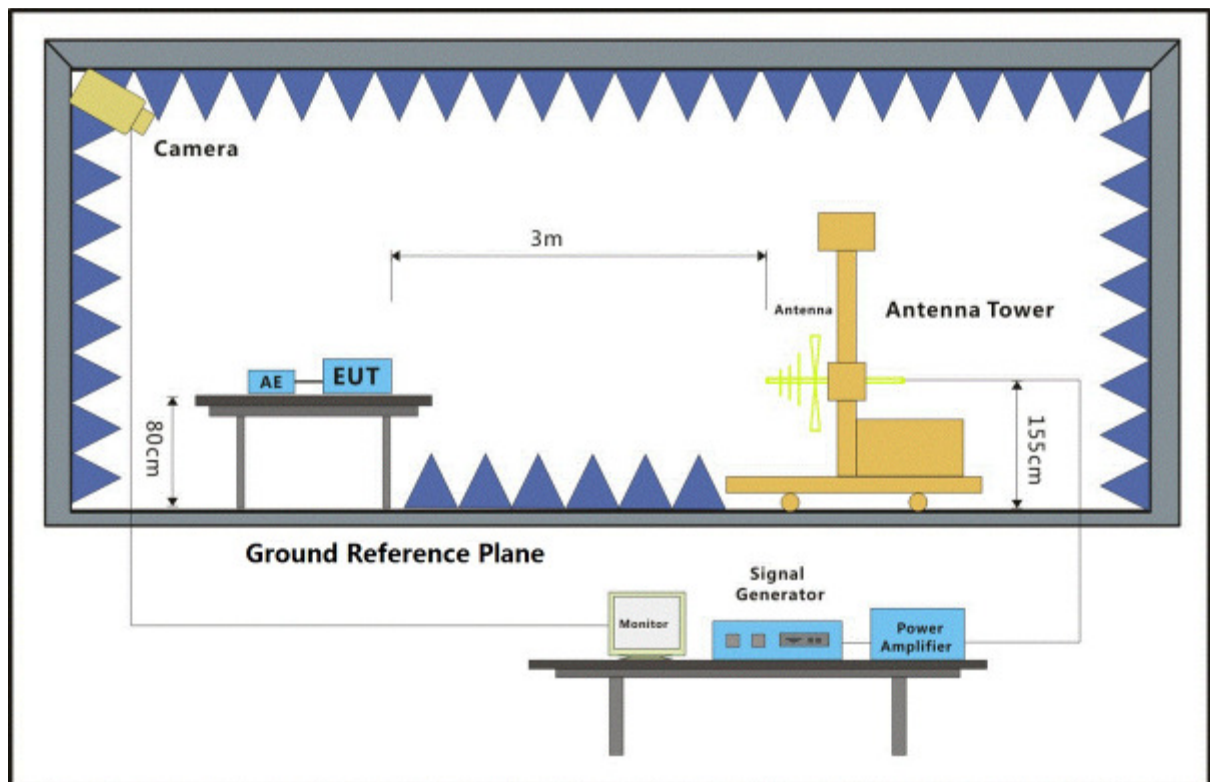 Camera
3m
Antenna
Antenna Tower
AE
EUT
80cm
155cm
Ground Reference Plane
Signal
Generator
Monitor
Power
Amplifier